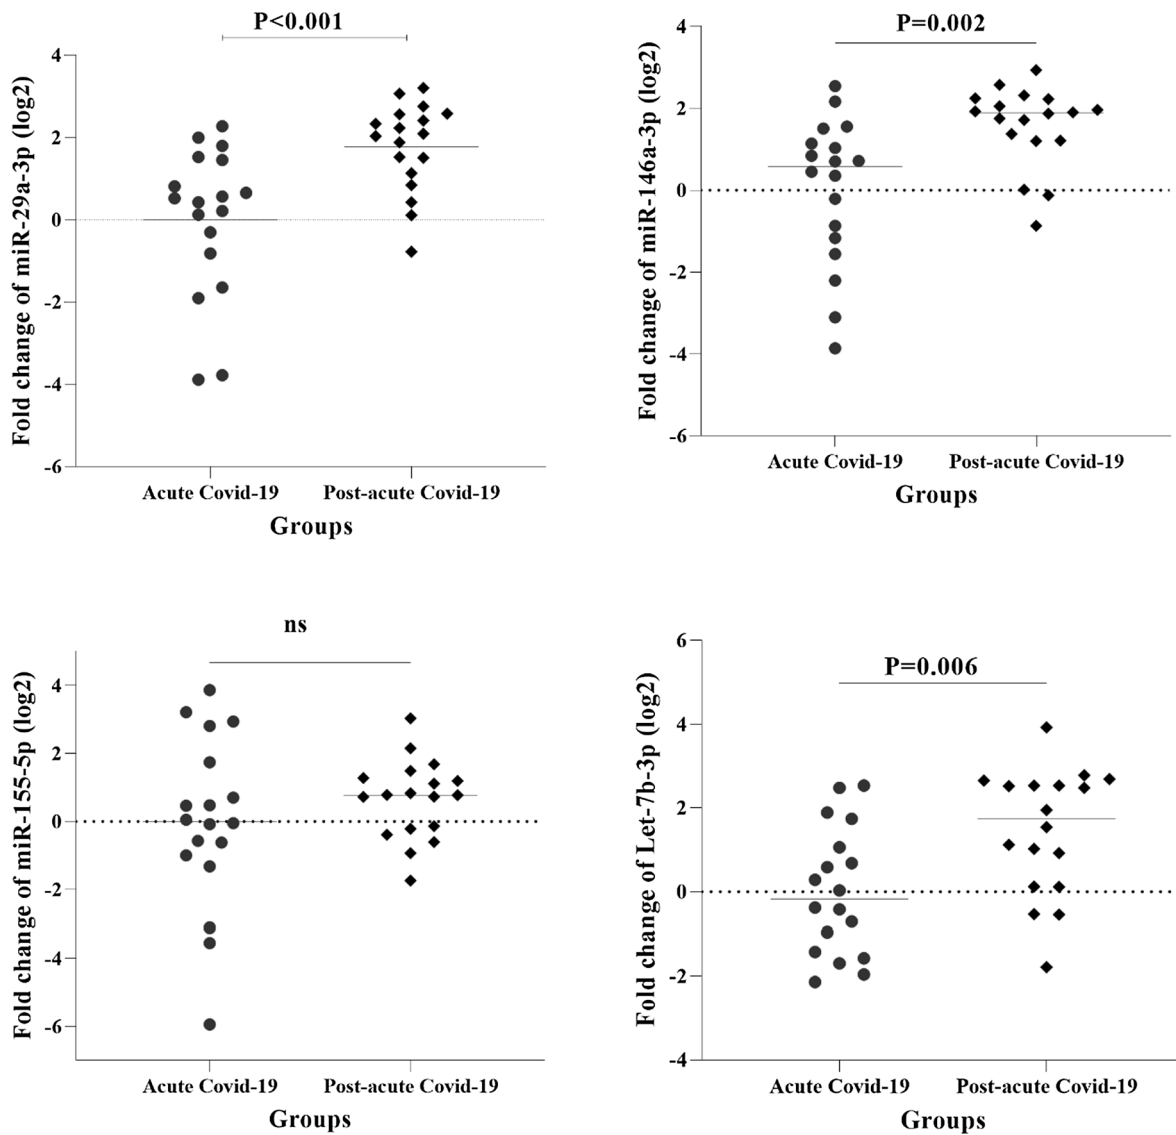 P<0.001
Fold change of miR-29a-3p (log2)
4
2
0
-2
-4
-6
Acute Covid-19
Post-acute Covid-19
Groups
P=0.002
Fold change of miR-146a-3p (log2)
4
2
0
-2
-4
-6
Acute Covid-19
Post-acute Covid-19
Groups
ns
Fold change of miR-155-5p (log2)
4
2
0
-2
-4
-6
Acute Covid-19
Post-acute Covid-19
Groups
P=0.006
Fold change of Let-7b-3p (log2)
6
4
2
0
-2
-4
Acute Covid-19
Post-acute Covid-19
Groups